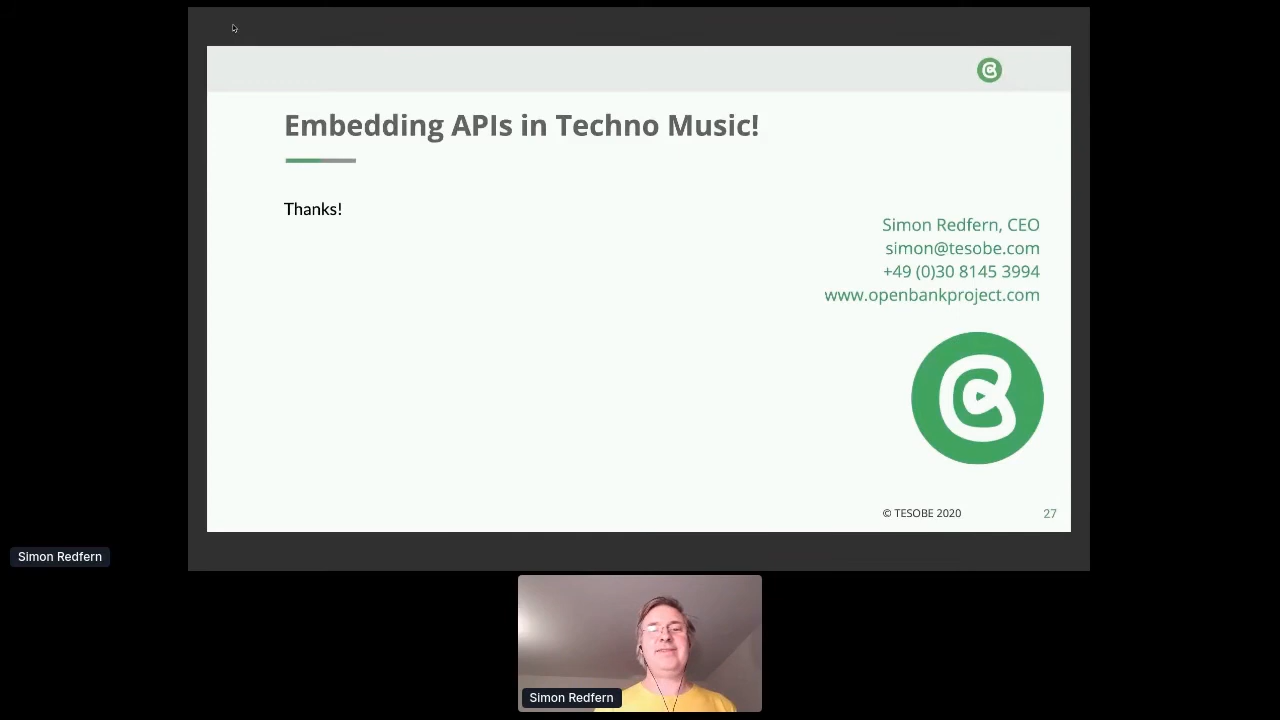 Embedding APIs in Techno Music!
Thanks!
Simon Redfern, CEO
simon@tesobe.com
+49 (0)30 8145 3994
www.openbankproject.com
© TESOBE 2020
27
Simon Redfern
Simon Redfern